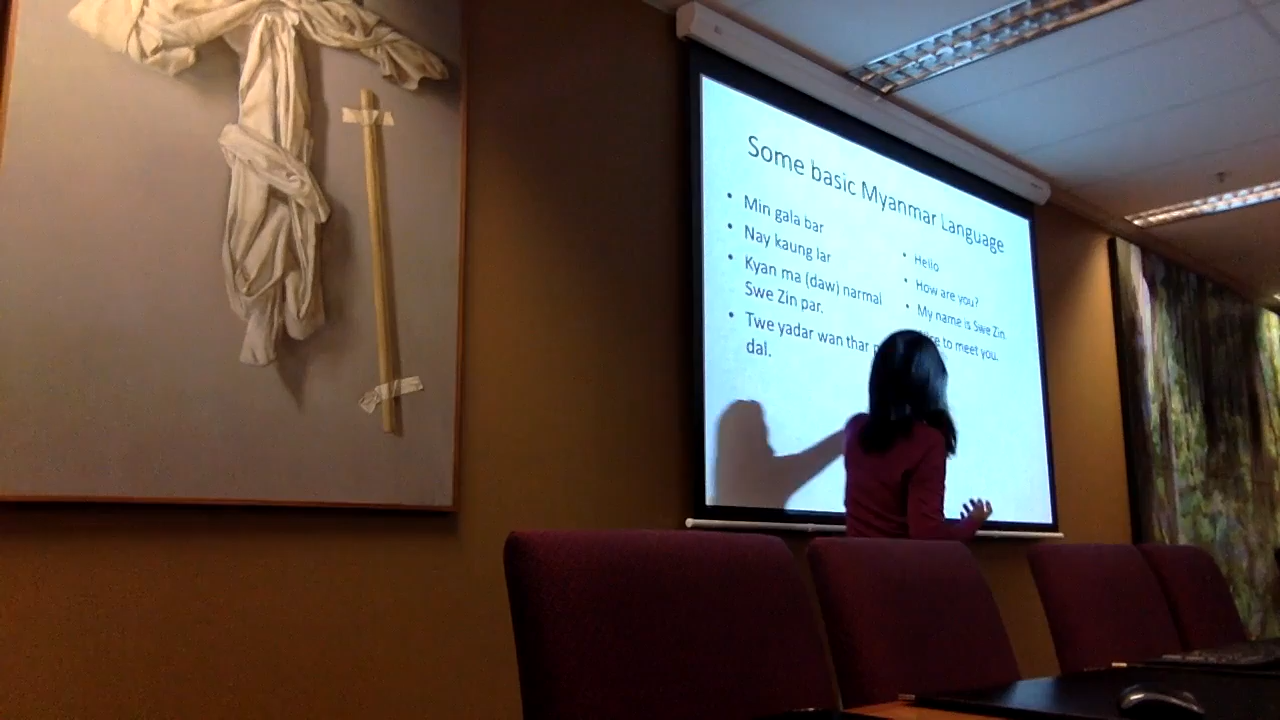 Some basic Myanmar Language
• Min gala bar
• Nay kaung lar
• Kyan ma (daw) narmal
Swe Zin par.
• Twe yadar wan thar
dal.
• Hello
• How are you?
• My name is Swe Zin
to meet you.